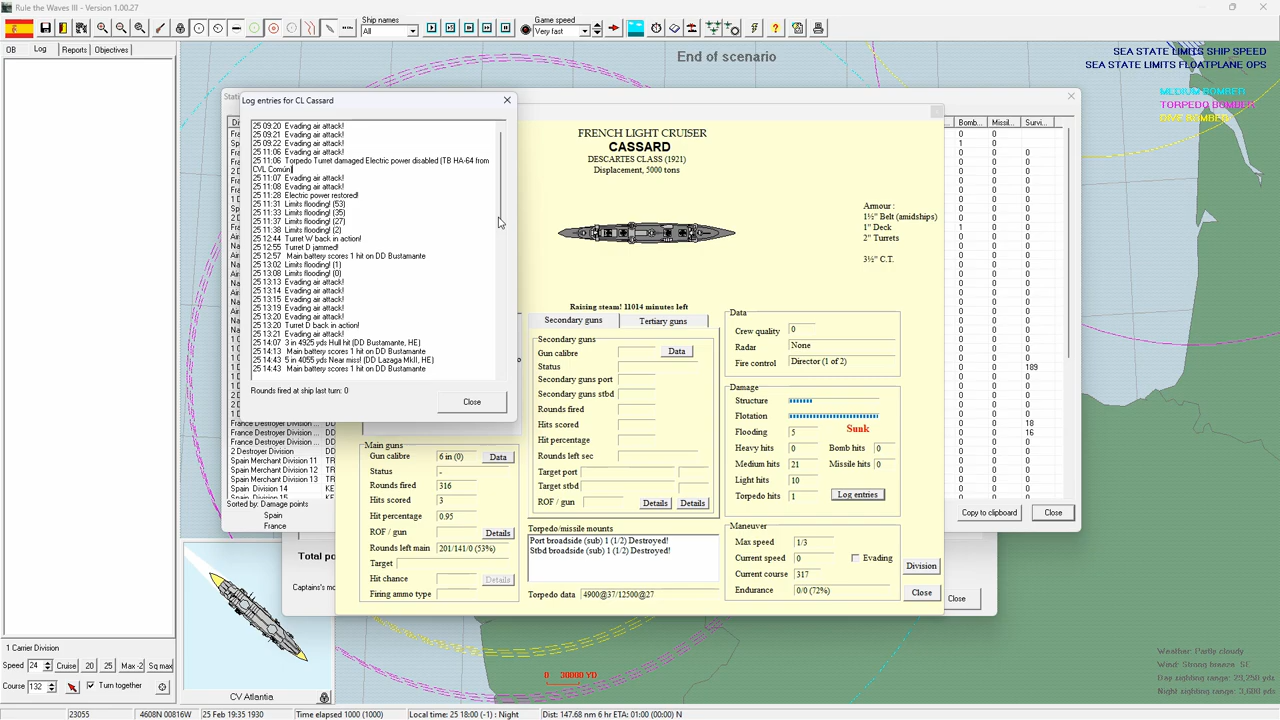 Rule the Waves III - Version 1.00.27
Ship names
All
Game speed
Very fast
OB
Log
Reports
Objectives
End of scenario
SEA STATE LIMITS SHIP SPEED
SEA STATE LIMITS FLOATPLANE OPS
MEDIUM BOMBER
TORPEDO BOMBER
DIVE BOMBER
Log entries for CL Cassard
25 09:20 Evading air attack!
25 09:21 Evading air attack!
25 09:22 Evading air attack!
25 11:06 Evading air attack!
25 11:06 Torpedo Turret damaged Electric power disabled (TB HA-64 from
CVL Común)
25 11:07 Evading air attack!
25 11:08 Evading air attack!
25 11:28 Electric power restored!
25 11:31 Limits flooding! (53)
25 11:33 Limits flooding! (35)
25 11:37 Limits flooding! (27)
25 11:38 Limits flooding! (2)
25 12:44 Turret W back in action!
25 12:55 Turret D jammed!
25 12:57 Main battery scores 1 hit on DD Bustamante
25 13:02 Limits flooding! (1)
25 13:08 Limits flooding! (0)
25 13:13 Evading air attack!
25 13:14 Evading air attack!
25 13:15 Evading air attack!
25 13:19 Evading air attack!
25 13:20 Evading air attack!
25 13:20 Turret D back in action!
25 13:21 Evading air attack!
25 14:07 3 in 4925 yds Hull hit (DD Bustamante, HE)
25 14:13 Main battery scores 1 hit on DD Bustamante
25 14:43 5 in 4055 yds Near miss! (DD Lazaga MkII, HE)
25 14:43 Main battery scores 1 hit on DD Bustamante
Rounds fired at ship last turn: 0
Close
FRENCH LIGHT CRUISER
CASSARD
DESCARTES CLASS (1921)
Displacement, 5000 tons
Armour :
1½" Belt (amidships)
1" Deck
2" Turrets
3½" C.T.
Raising steam! 11014 minutes left
Secondary guns
Tertiary guns
Secondary guns
Gun calibre
Data
Status
Secondary guns port
Secondary guns stbd
Rounds fired
Hits scored
Hit percentage
Rounds left sec
Target port
Target stbd
ROF / gun
Details
Details
Data
Crew quality 0
Radar None
Fire control Director (1 of 2)
Damage
Structure
Flotation
Flooding 5
Sunk
Heavy hits 0
Bomb hits 0
Medium hits 21
Missile hits 0
Light hits 10
Torpedo hits 1
Log entries
Main guns
Gun calibre 6 in (0)
Data
Status -
Rounds fired 316
Hits scored 3
Hit percentage 0.95
ROF / gun
Details
Rounds left main 201/141/0 (53%)
Target
Hit chance
Details
Firing ammo type
Torpedo/missile mounts
Port broadside (sub) 1 (1/2) Destroyed!
Stbd broadside (sub) 1 (1/2) Destroyed!
Torpedo data 4900@37/12500@27
Maneuver
Max speed 1/3
Current speed 0
Evading
Current course 317
Endurance 0/0 (72%)
Division
Close
Bomb...
Missil...
Survi...
189
18
16
Copy to clipboard
Close
Close
France Destroyer Division ... DD
France Destroyer Division ... DD
2 Destroyer Division DD
Spain Merchant Division 11 TR
Spain Merchant Division 12 TR
Spain Merchant Division 13 TR
Spain Division 14 KE
Spain Division 15 KE
Sorted by: Damage points
Spain
France
1 Carrier Division
Speed 24 Cruise 20 25 Max -2 Sq max
Course 132
Turn together
CV Atlantia
0 30000 YD
Weather: Partly cloudy
Wind: Strong breeze SE
Day sighting range: 23,250 yds
Night sighting range: 3,600 yds
23055
4608N 00816W
25 Feb 19:35 1930
Time elapsed 1000 (1000)
Local time: 25 18:00 (-1) : Night
Dist: 147.68 nm 6 hr ETA: 01:00 (00:00) N